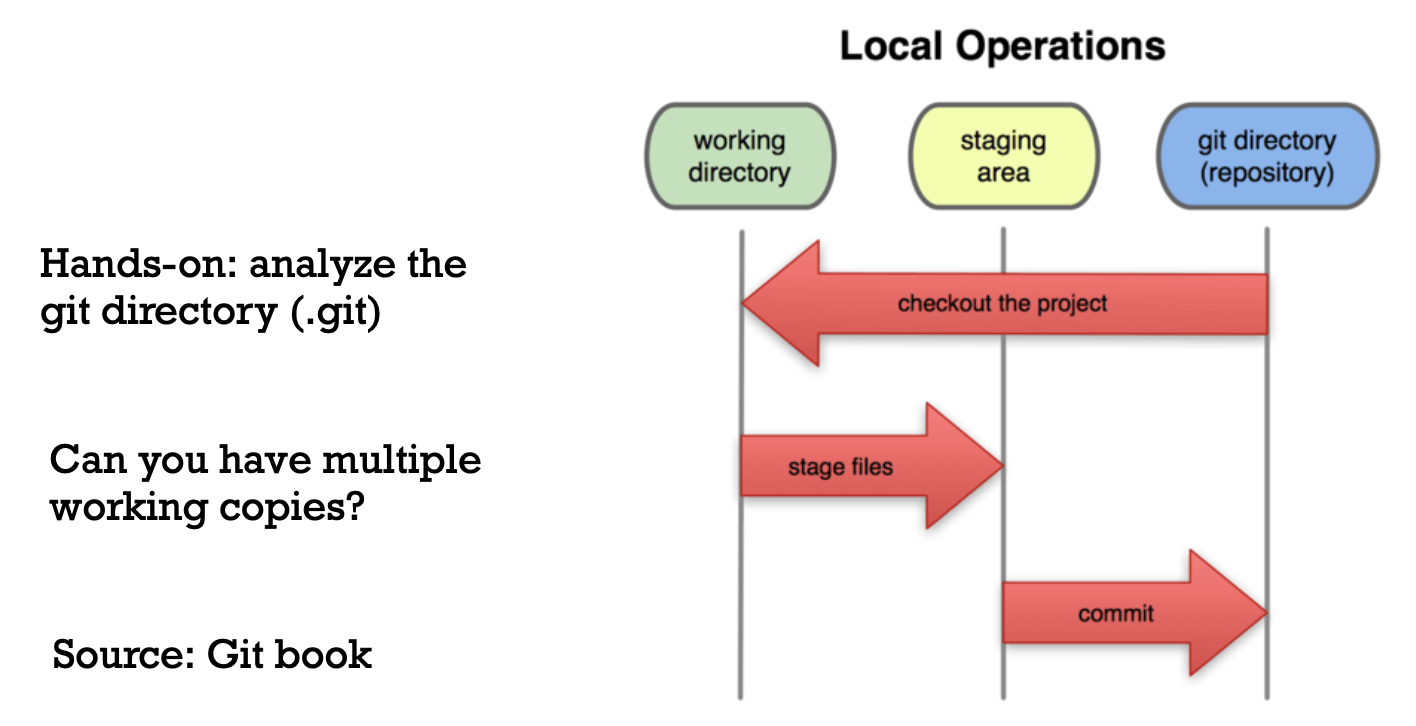 Local Operations
working
directory
staging
area
git directory
(repository)
Hands-on: analyze the
git directory (.git)
checkout the project
Can you have multiple
working copies?
stage files
commit
Source: Git book